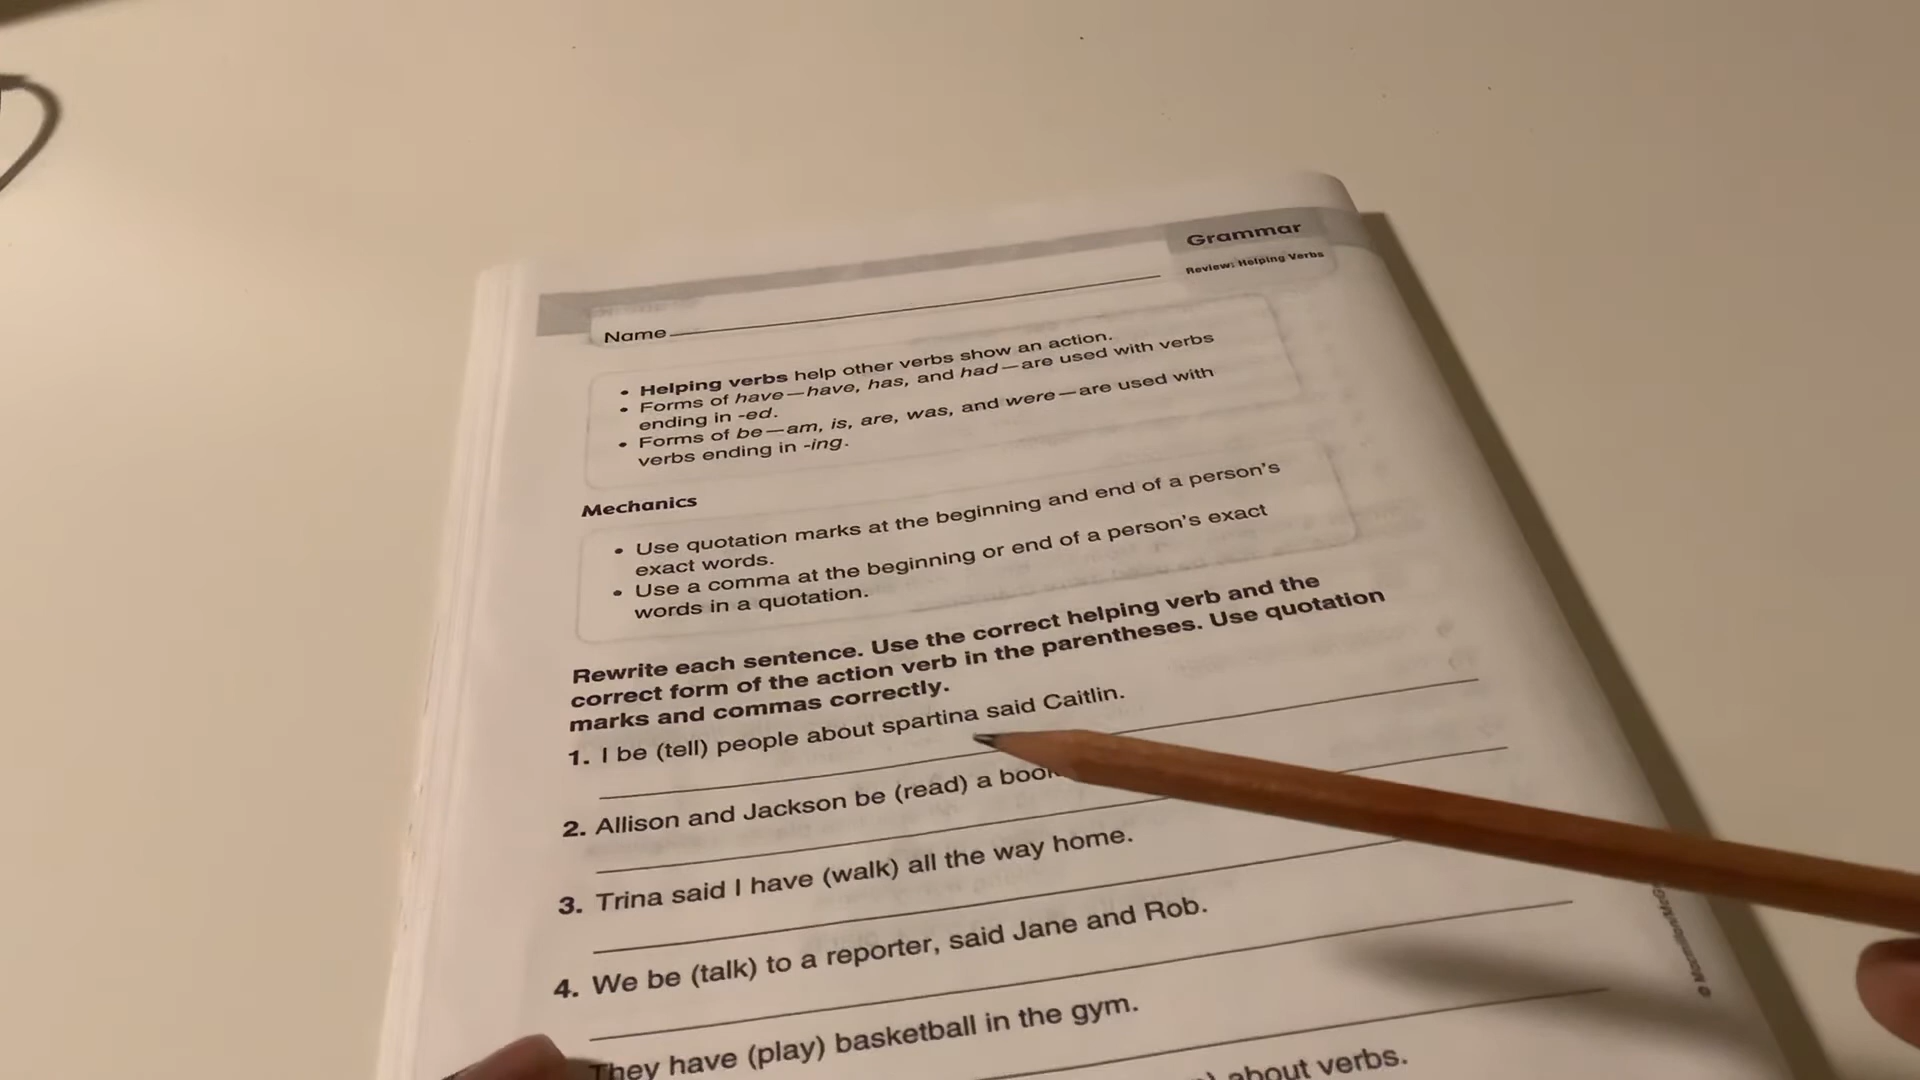 Grammar
Review: Helping Verbs
Name
• Helping verbs help other verbs show an action.
• Forms of have—have, has, and had—are used with verbs
ending in -ed.
• Forms of be—am, is, are, was, and were—are used with
verbs ending in -ing.
Mechanics
• Use quotation marks at the beginning and end of a person's
exact words.
• Use a comma at the beginning or end of a person's exact
words in a quotation.
Rewrite each sentence. Use the correct helping verb and the
correct form of the action verb in the parentheses. Use quotation
marks and commas correctly.
1. I be (tell) people about spartina said Caitlin.
2. Allison and Jackson be (read) a book
3. Trina said I have (walk) all the way home.
4. We be (talk) to a reporter, said Jane and Rob.
They have (play) basketball in the gym.
) about verbs.